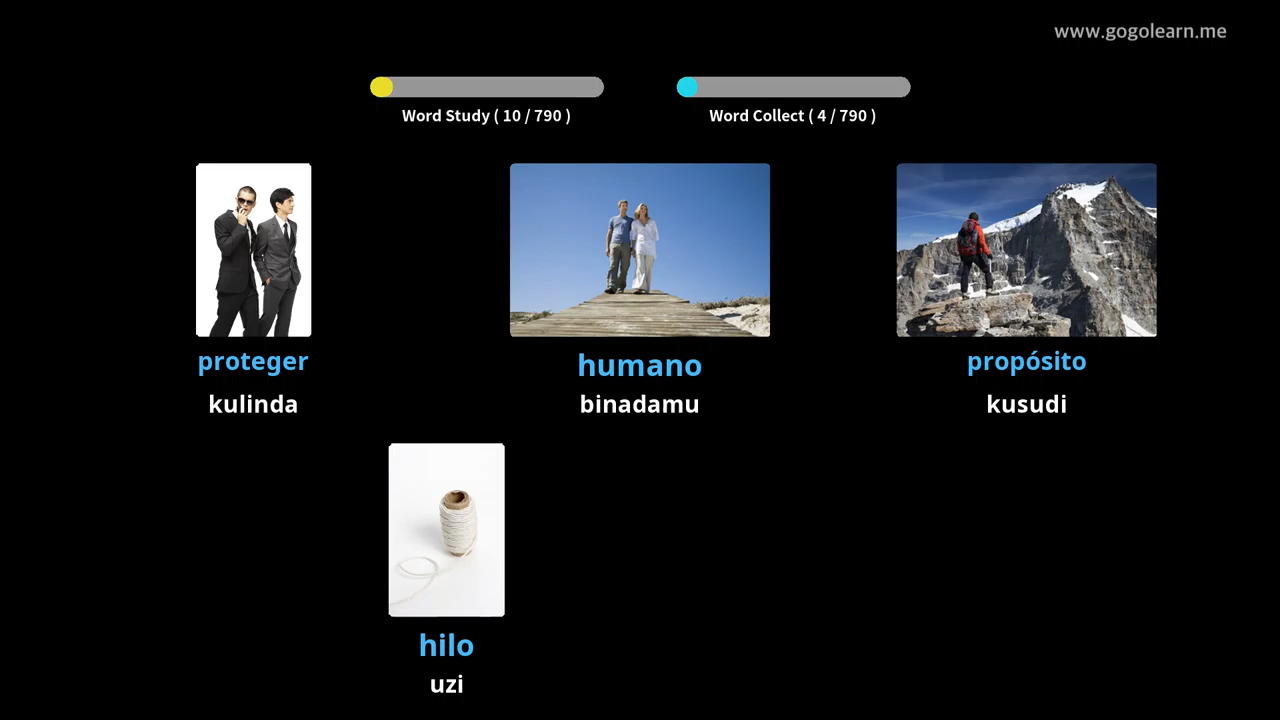 www.gogolearn.me
Word Study ( 10 / 790 )
Word Collect ( 4 / 790 )
proteger
kulinda
humano
binadamu
propósito
kusudi
hilo
uzi